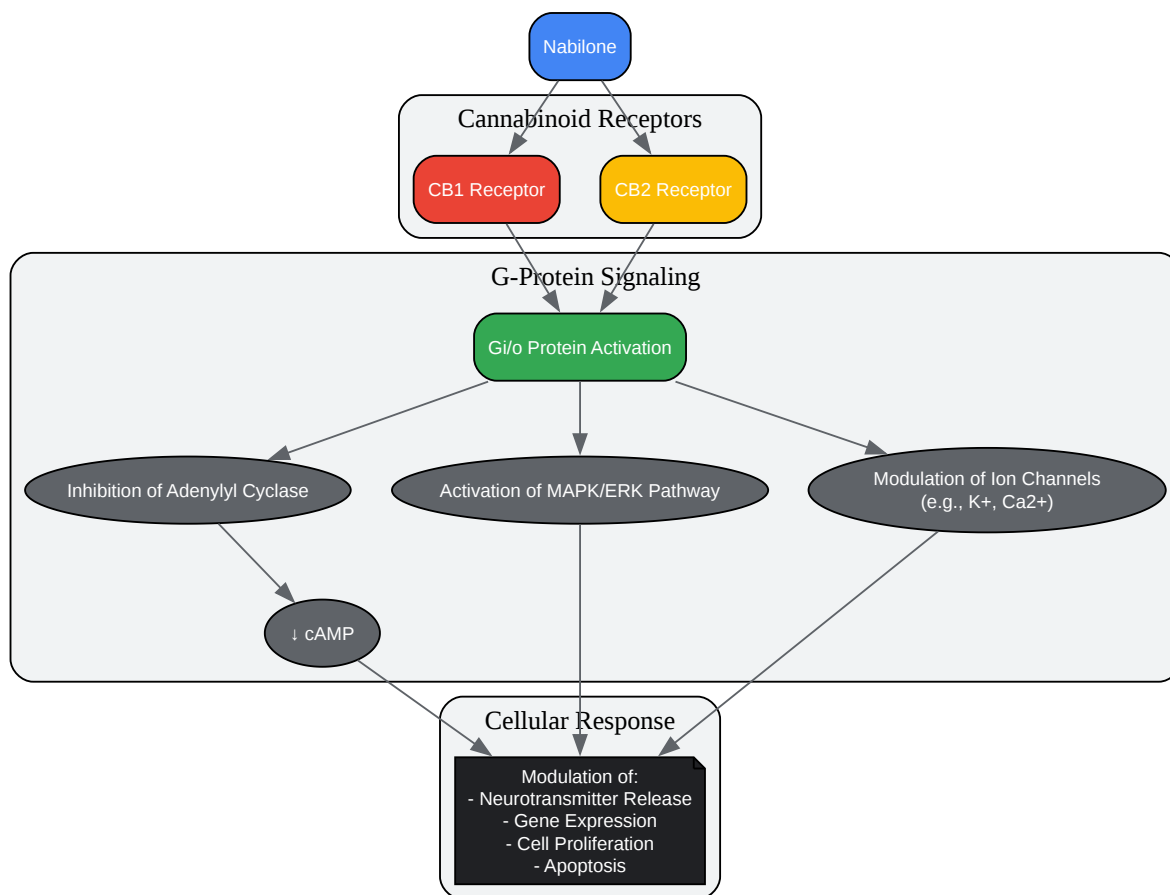 Nabilone
Cannabinoid Receptors
CB1 Receptor
CB2 Receptor
G-Protein Signaling
Gi/o Protein Activation
Inhibition of Adenylyl Cyclase
Activation of MAPK/ERK Pathway
Modulation of Ion Channels
(e.g., K+, Ca2+)
↓ cAMP
Cellular Response
Modulation of:
- Neurotransmitter Release
- Gene Expression
- Cell Proliferation
- Apoptosis